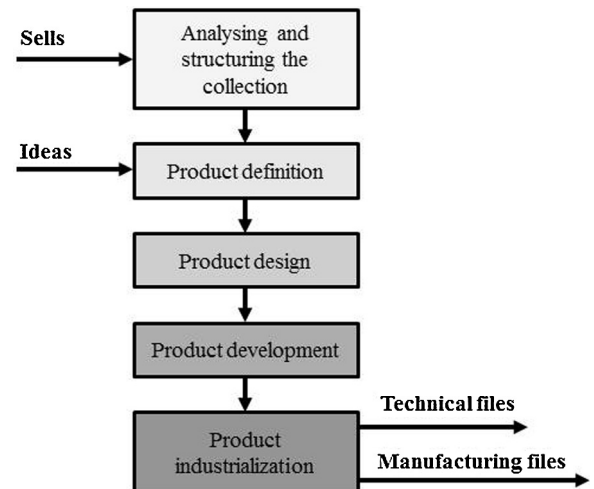 Sells
Analysing and
structuring the
collection
Ideas
Product definition
Product design
Product development
Product
industrialization
Technical files
Manufacturing files